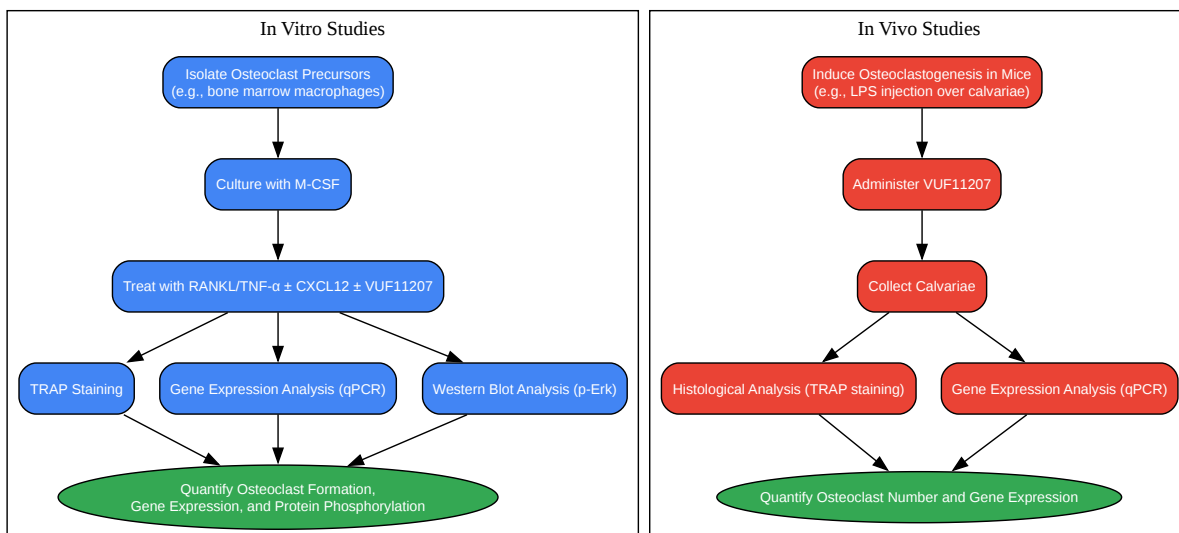 In Vitro Studies
Isolate Osteoclast Precursors
(e.g., bone marrow macrophages)
Culture with M-CSF
Treat with RANKL/TNF-α ± CXCL12 ± VUF11207
TRAP Staining
Gene Expression Analysis (qPCR)
Western Blot Analysis (p-Erk)
Quantify Osteoclast Formation,
Gene Expression, and Protein Phosphorylation
In Vivo Studies
Induce Osteoclastogenesis in Mice
(e.g., LPS injection over calvariae)
Administer VUF11207
Collect Calvariae
Histological Analysis (TRAP staining)
Gene Expression Analysis (qPCR)
Quantify Osteoclast Number and Gene Expression